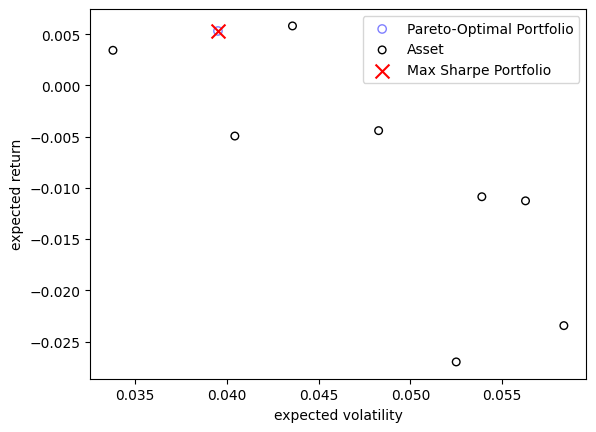 Pareto-Optimal Portfolio
Asset
Max Sharpe Portfolio
0.005
0.000
−0.005
−0.010
−0.015
−0.020
−0.025
expected return
0.035 0.040 0.045 0.050 0.055
expected volatility